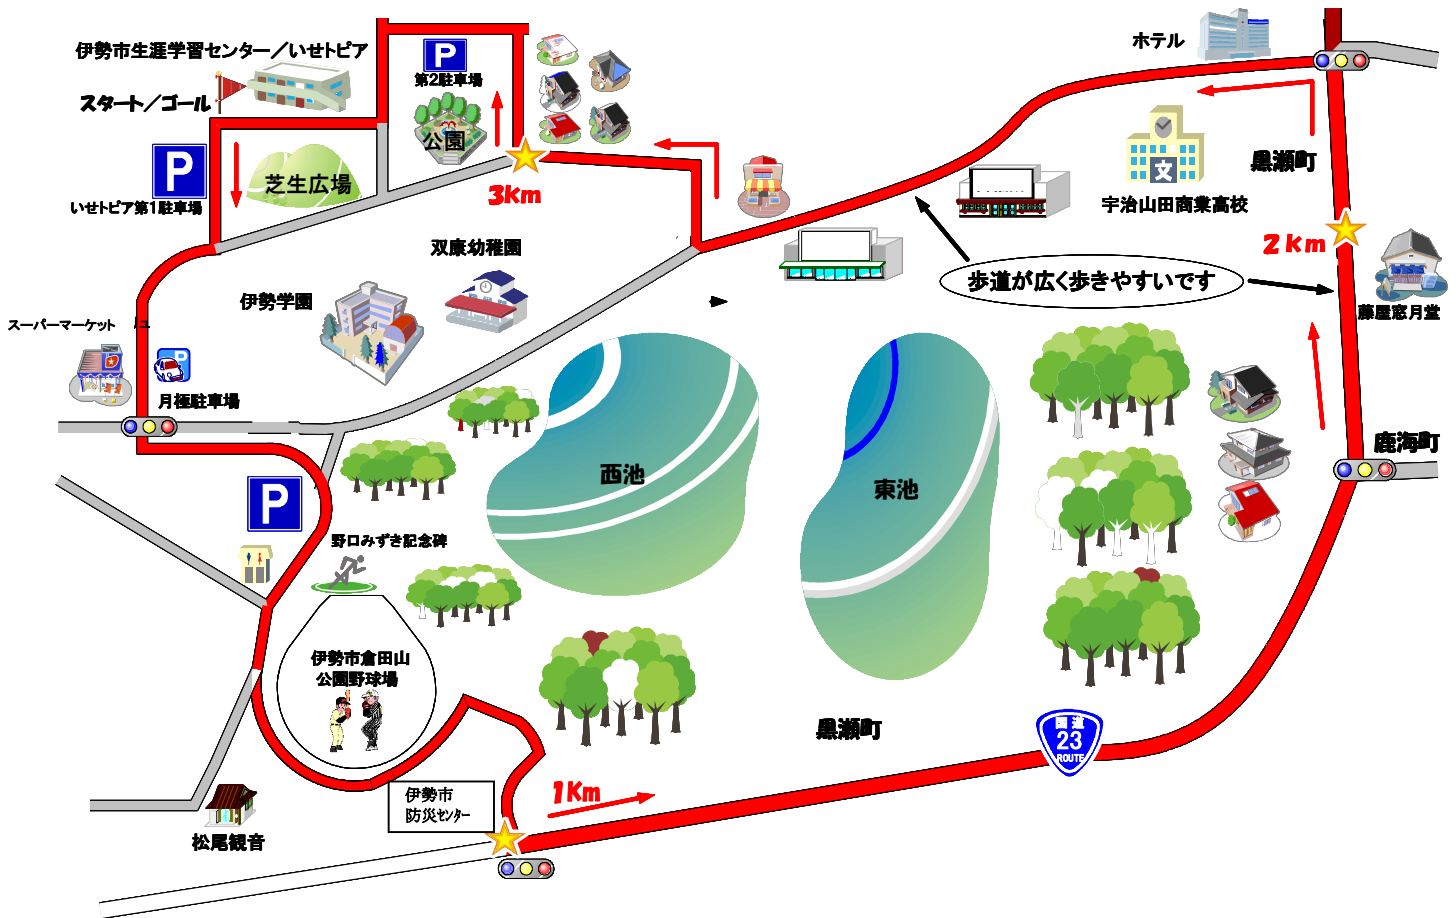 伊勢市生涯学習センター／いせトピア
スタート／ゴール
P
第2駐車場
公園
P
いせトピア第1駐車場
芝生広場
3Km
ホテル
文
宇治山田商業高校
黒瀬町
2km
藤屋窓月堂
歩道が広く歩きやすいです
双康幼稚園
伊勢学園
スーパーマーケット
P
月極駐車場
西池
東池
鹿海町
P
野口みずき記念碑
伊勢市倉田山
公園野球場
黒瀬町
国道
23
ROUTE
1Km
伊勢市
防災センター
松尾観音